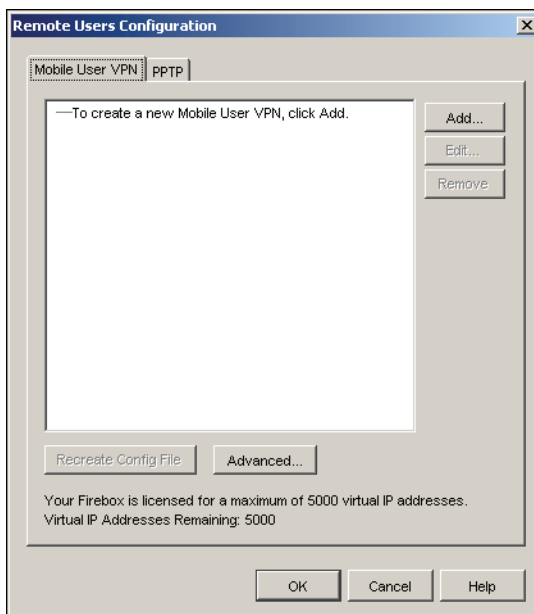 Remote Users Configuration
Mobile User VPN
PPTP
To create a new Mobile User VPN, click Add.
Add...
Edit...
Remove
Recreate Config File
Advanced...
Your Firebox is licensed for a maximum of 5000 virtual IP addresses.
Virtual IP Addresses Remaining: 5000
OK
Cancel
Help